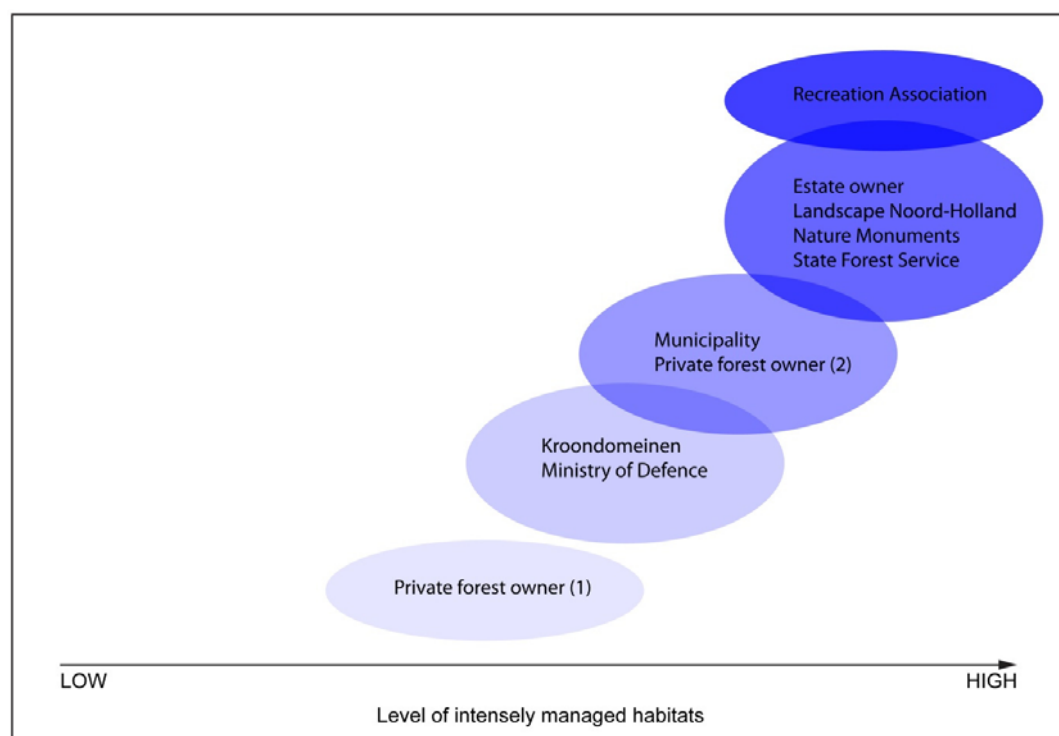 Recreation Association
Estate owner
Landscape Noord-Holland
Nature Monuments
State Forest Service
Municipality
Private forest owner (2)
Kroondomeinen
Ministry of Defence
Private forest owner (1)
LOW
HIGH
Level of intensely managed habitats